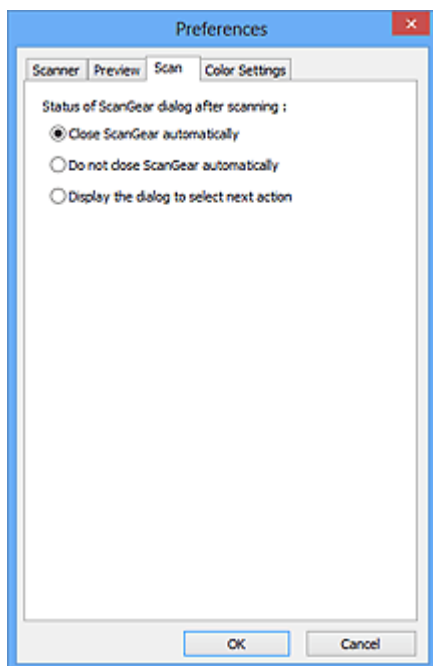 Preferences
Scanner Preview Scan Color Settings
Status of ScanGear dialog after scanning :
Close ScanGear automatically
Do not close ScanGear automatically
Display the dialog to select next action
OK Cancel